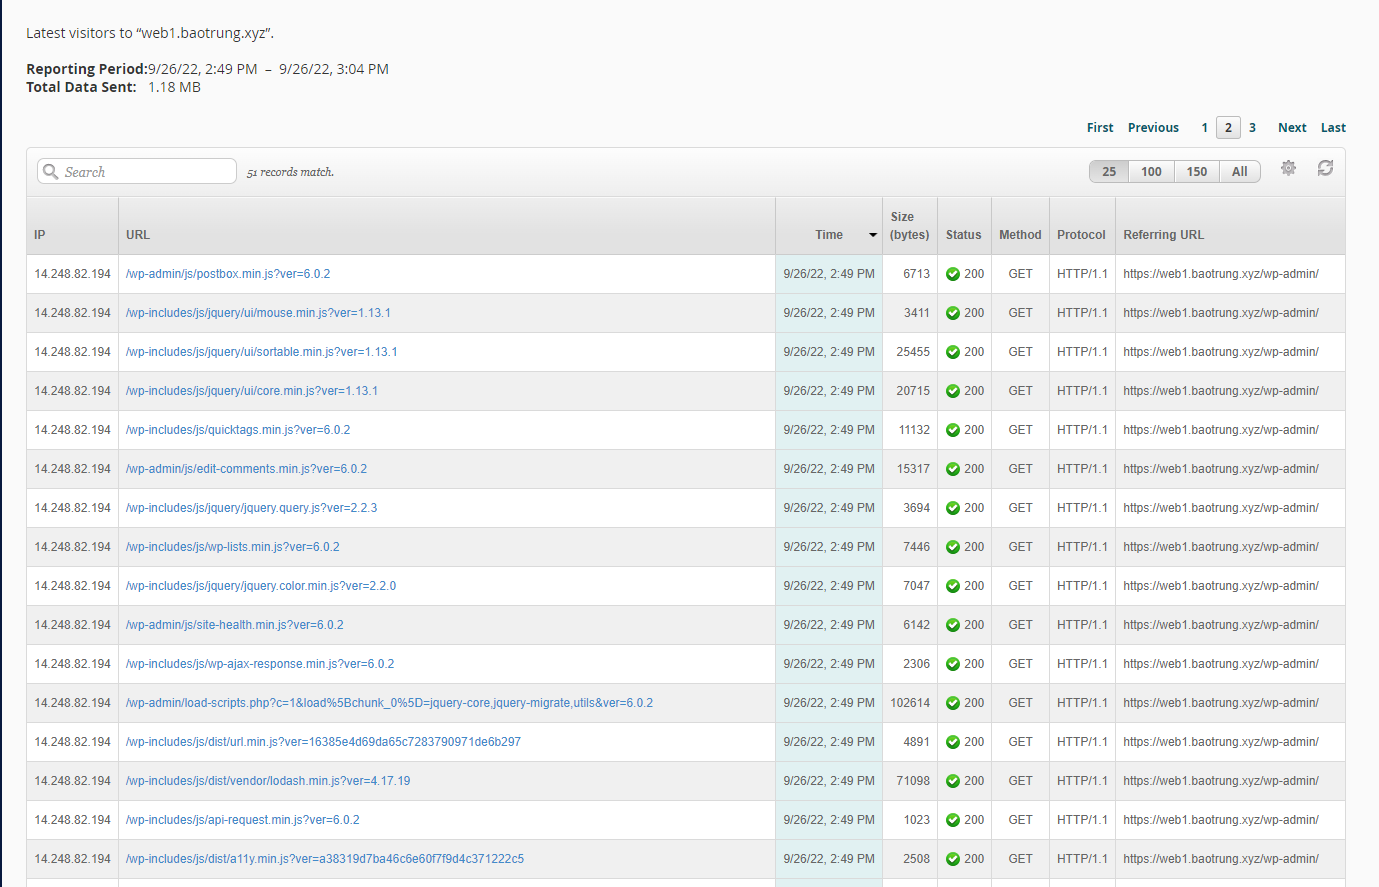 Latest visitors to “web1.baotrung.xyz”.
Reporting Period:9/26/22, 2:49 PM – 9/26/22, 3:04 PM
Total Data Sent: 1.18 MB
First Previous 1 2 3 Next Last
Search 51 records match. 25 100 150 All
IP URL Time Size (bytes) Status Method Protocol Referring URL
14.248.82.194 /wp-admin/js/postbox.min.js?ver=6.0.2 9/26/22, 2:49 PM 6713 200 GET HTTP/1.1 https://web1.baotrung.xyz/wp-admin/
14.248.82.194 /wp-includes/js/jquery/ui/mouse.min.js?ver=1.13.1 9/26/22, 2:49 PM 3411 200 GET HTTP/1.1 https://web1.baotrung.xyz/wp-admin/
14.248.82.194 /wp-includes/js/jquery/ui/sortable.min.js?ver=1.13.1 9/26/22, 2:49 PM 25455 200 GET HTTP/1.1 https://web1.baotrung.xyz/wp-admin/
14.248.82.194 /wp-includes/js/jquery/ui/core.min.js?ver=1.13.1 9/26/22, 2:49 PM 20715 200 GET HTTP/1.1 https://web1.baotrung.xyz/wp-admin/
14.248.82.194 /wp-includes/js/quicktags.min.js?ver=6.0.2 9/26/22, 2:49 PM 11132 200 GET HTTP/1.1 https://web1.baotrung.xyz/wp-admin/
14.248.82.194 /wp-admin/js/edit-comments.min.js?ver=6.0.2 9/26/22, 2:49 PM 15317 200 GET HTTP/1.1 https://web1.baotrung.xyz/wp-admin/
14.248.82.194 /wp-includes/js/jquery/jquery.query.js?ver=2.2.3 9/26/22, 2:49 PM 3694 200 GET HTTP/1.1 https://web1.baotrung.xyz/wp-admin/
14.248.82.194 /wp-includes/js/wp-lists.min.js?ver=6.0.2 9/26/22, 2:49 PM 7446 200 GET HTTP/1.1 https://web1.baotrung.xyz/wp-admin/
14.248.82.194 /wp-includes/js/jquery/jquery.color.min.js?ver=2.2.0 9/26/22, 2:49 PM 7047 200 GET HTTP/1.1 https://web1.baotrung.xyz/wp-admin/
14.248.82.194 /wp-admin/js/site-health.min.js?ver=6.0.2 9/26/22, 2:49 PM 6142 200 GET HTTP/1.1 https://web1.baotrung.xyz/wp-admin/
14.248.82.194 /wp-includes/js/wp-ajax-response.min.js?ver=6.0.2 9/26/22, 2:49 PM 2306 200 GET HTTP/1.1 https://web1.baotrung.xyz/wp-admin/
14.248.82.194 /wp-admin/load-scripts.php?c=1&load%5Bchunk_0%5D=jquery-core,jquery-migrate,utils&ver=6.0.2 9/26/22, 2:49 PM 102614 200 GET HTTP/1.1 https://web1.baotrung.xyz/wp-admin/
14.248.82.194 /wp-includes/js/dist/url.min.js?ver=16385e4d69da65c7283790971de6b297 9/26/22, 2:49 PM 4891 200 GET HTTP/1.1 https://web1.baotrung.xyz/wp-admin/
14.248.82.194 /wp-includes/js/dist/vendor/lodash.min.js?ver=4.17.19 9/26/22, 2:49 PM 71098 200 GET HTTP/1.1 https://web1.baotrung.xyz/wp-admin/
14.248.82.194 /wp-includes/js/api-request.min.js?ver=6.0.2 9/26/22, 2:49 PM 1023 200 GET HTTP/1.1 https://web1.baotrung.xyz/wp-admin/
14.248.82.194 /wp-includes/js/dist/a11y.min.js?ver=a38319d7ba46c6e60f7f9d4c371222c5 9/26/22, 2:49 PM 2508 200 GET HTTP/1.1 https://web1.baotrung.xyz/wp-admin/